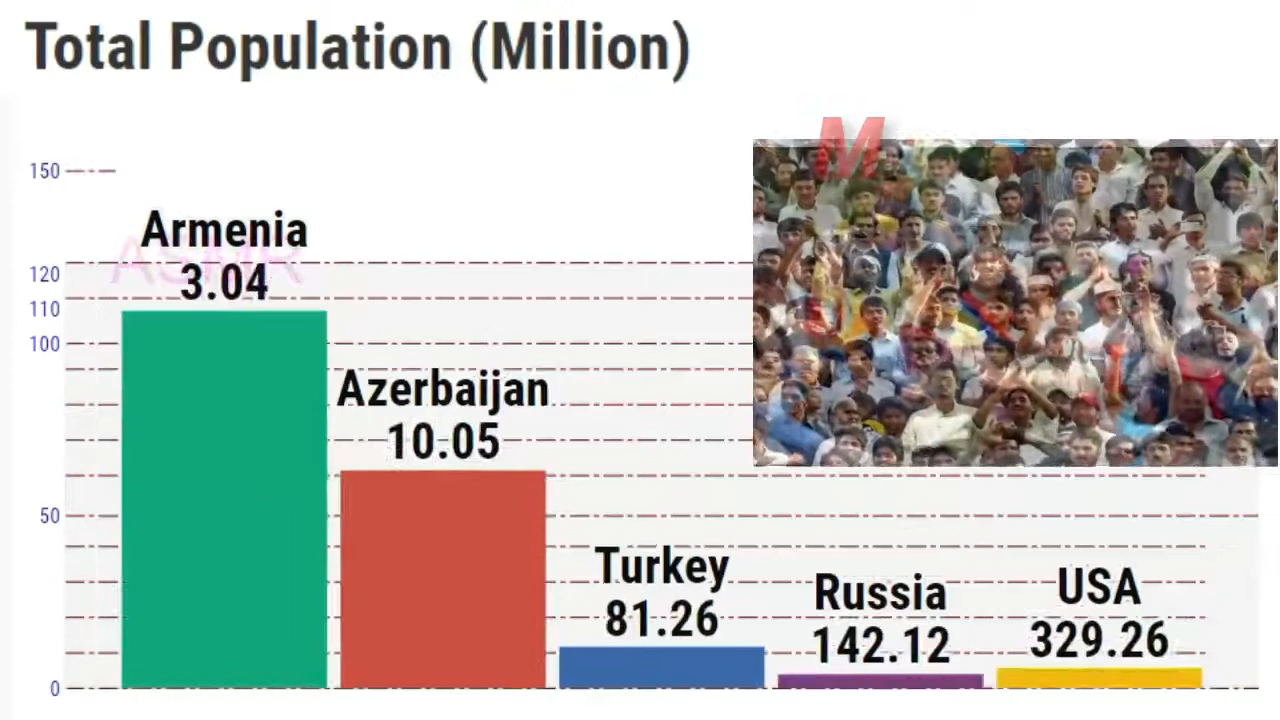 Total Population (Million)
M
150
120
110
100
50
0
ASMR
Armenia
3.04
Azerbaijan
10.05
Turkey
81.26
Russia
142.12
USA
329.26